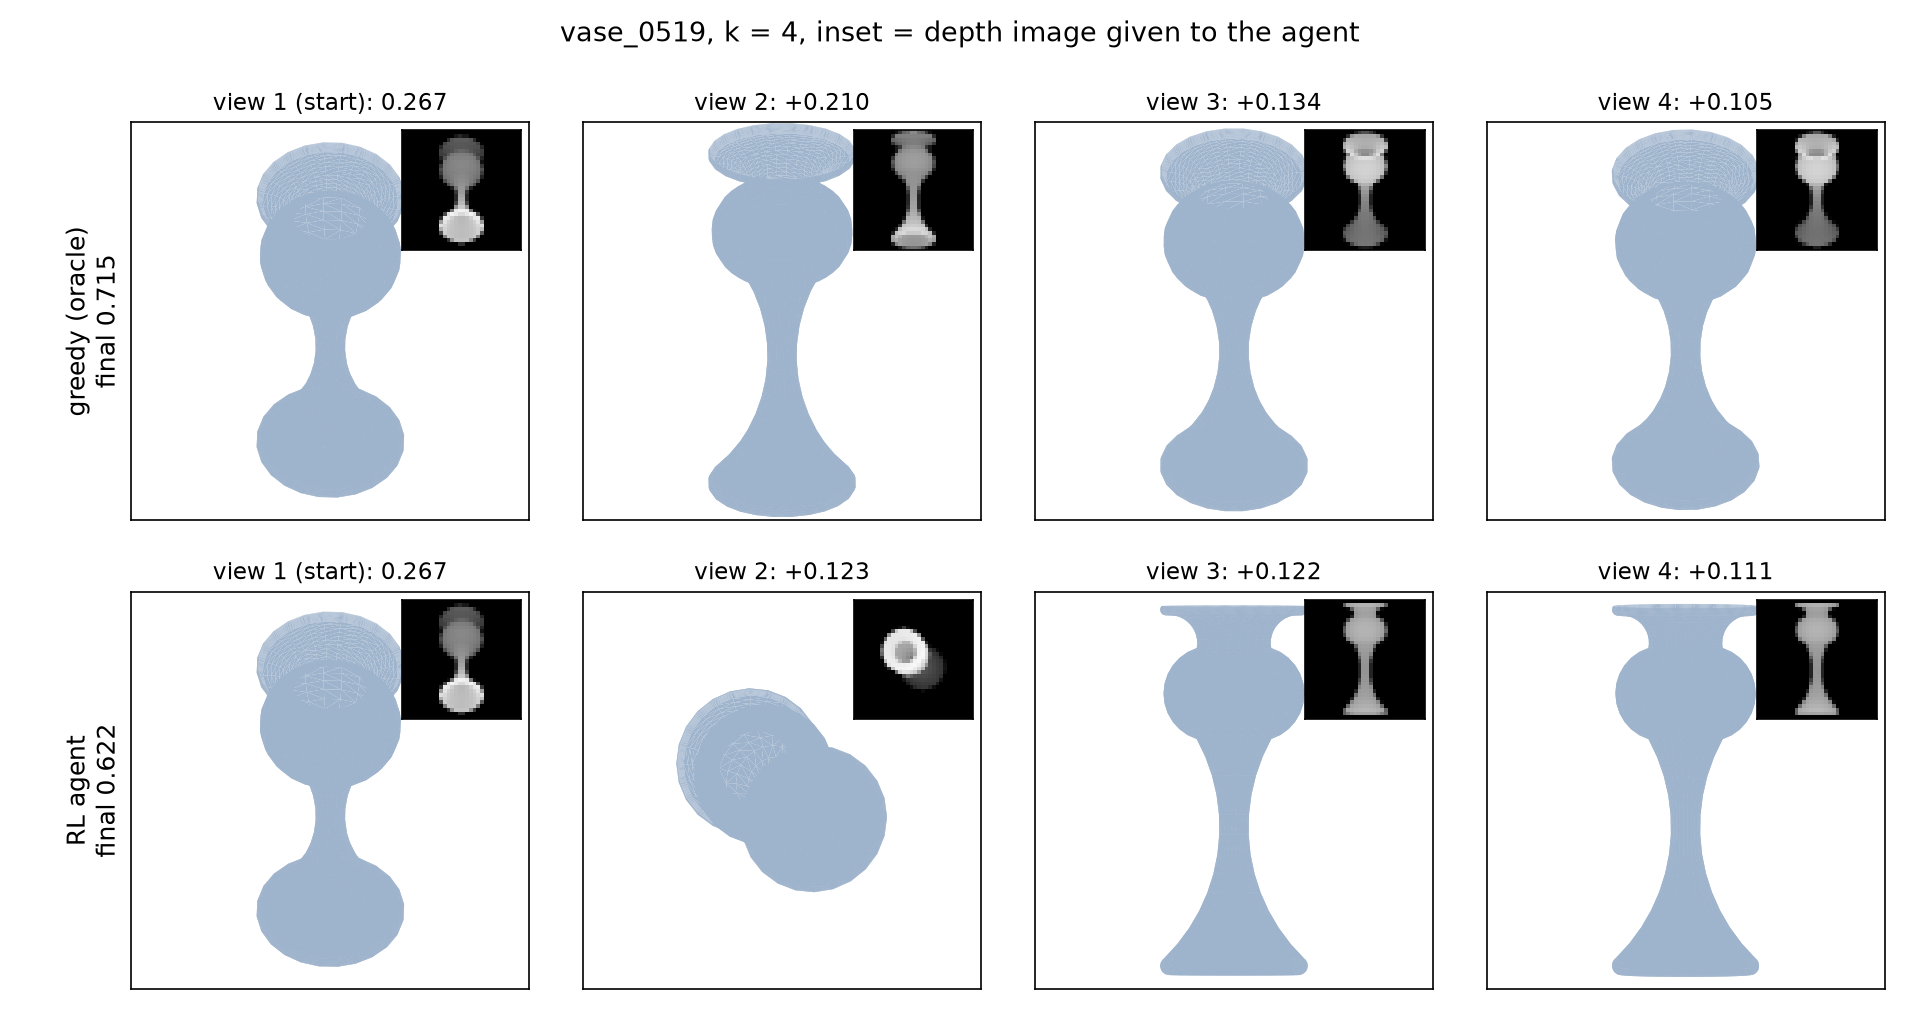 vase_0519, k = 4, inset = depth image given to the agent
greedy (oracle)
final 0.715
view 1 (start): 0.267
view 2: +0.210
view 3: +0.134
view 4: +0.105
RL agent
final 0.622
view 1 (start): 0.267
view 2: +0.123
view 3: +0.122
view 4: +0.111